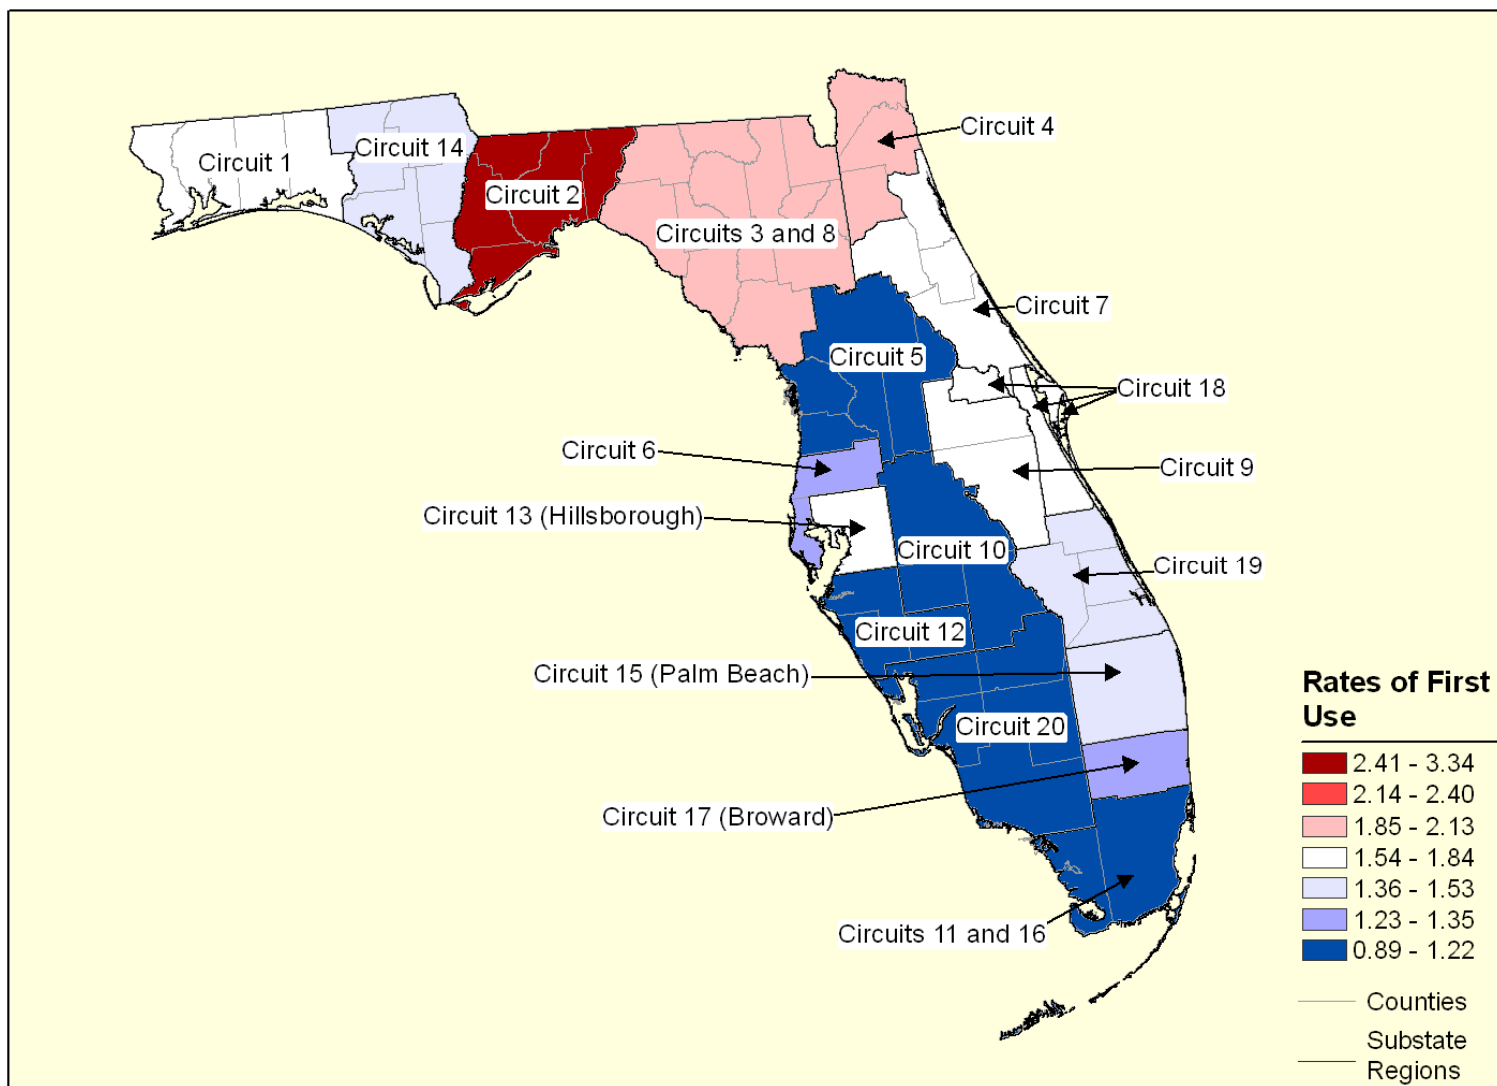 Circuit 4
Circuit 14
Circuit 1
Circuit 2
Circuits 3 and 8
Circuit 7
Circuit 5
Circuit 18
Circuit 6
Circuit 9
Circuit 13 (Hillsborough)
Circuit 10
Circuit 19
Circuit 12
Circuit 15 (Palm Beach)
Circuit 20
Circuit 17 (Broward)
Circuits 11 and 16
Rates of First
Use
2.41 - 3.34
2.14 - 2.40
1.85 - 2.13
1.54 - 1.84
1.36 - 1.53
1.23 - 1.35
0.89 - 1.22
Counties
Substate
Regions